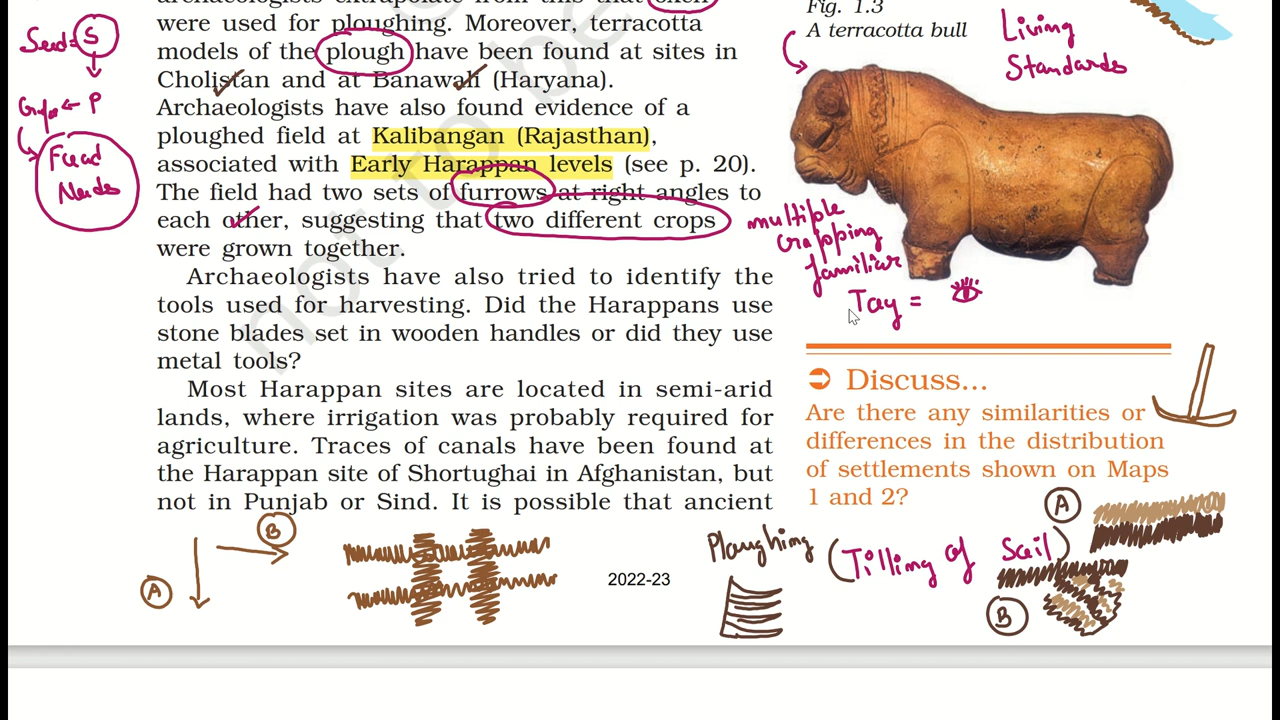 were used for ploughing. Moreover, terracotta
models of the plough have been found at sites in
Cholistan and at Banawali (Haryana).
Archaeologists have also found evidence of a
ploughed field at Kalibangan (Rajasthan),
associated with Early Harappan levels (see p. 20).
The field had two sets of furrows at right angles to
each other, suggesting that two different crops
were grown together.
Archaeologists have also tried to identify the
tools used for harvesting. Did the Harappans use
stone blades set in wooden handles or did they use
metal tools?
Most Harappan sites are located in semi-arid
lands, where irrigation was probably required for
agriculture. Traces of canals have been found at
the Harappan site of Shortughai in Afghanistan, but
not in Punjab or Sind. It is possible that ancient
Seed = S
P
Food
Needs
Fig. 1.3
A terracotta bull
Living
Standards
multiple
cropping
familiar
Toy =
Discuss...
Are there any similarities or
differences in the distribution
of settlements shown on Maps
1 and 2?
A
B
2022-23
Ploughing (Tilling of Soil)
A
B
not to be